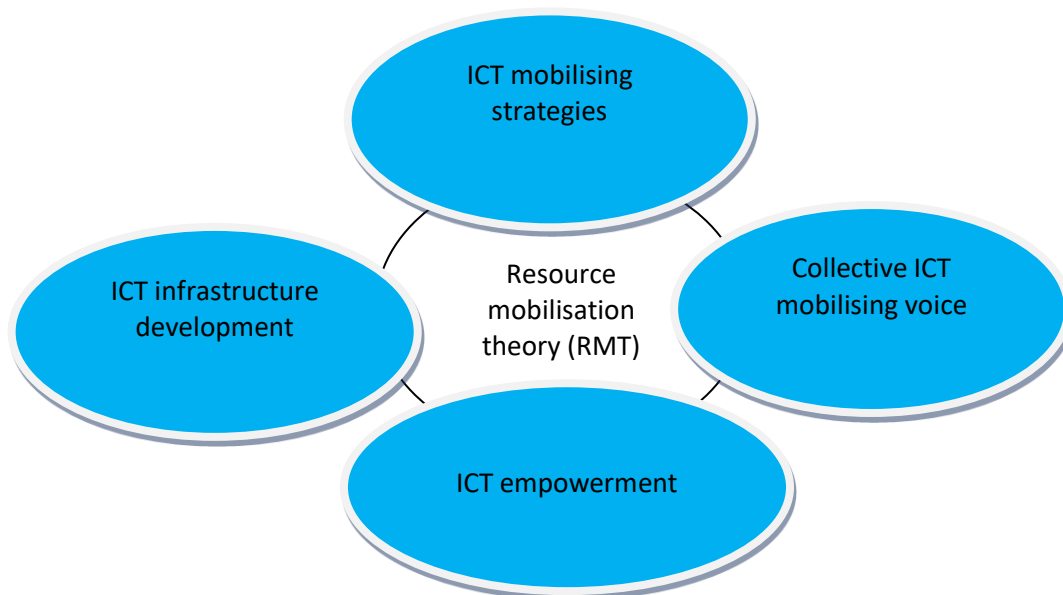 ICT mobilising
strategies
Collective ICT
mobilising voice
ICT infrastructure
development
Resource
mobilisation
theory (RMT)
ICT empowerment